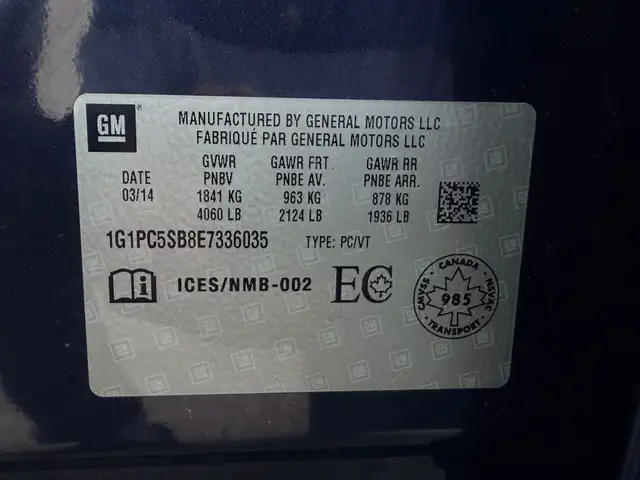 GM
MANUFACTURED BY GENERAL MOTORS LLC
FABRIQUÉ PAR GENERAL MOTORS LLC
DATE
03/14
GVWR
PNBV
1841 KG
4060 LB
GAWR FRT
PNBE AV.
963 KG
2124 LB
GAWR RR
PNBE ARR.
878 KG
1936 LB
1G1PC5SB8E7336035 TYPE: PC/VT
i ICES/NMB-002 EC
CANADA
CMVSS • NSVAC
985
TRANSPORT